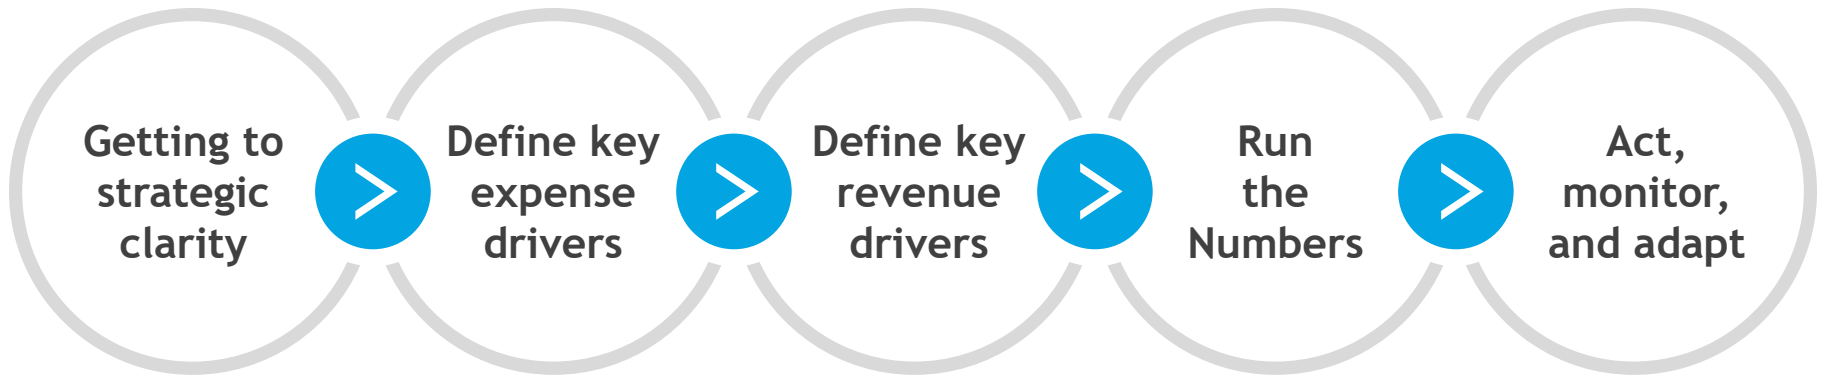 Getting to
strategic
clarity
Define key
expense
drivers
Define key
revenue
drivers
Run
the
Numbers
Act,
monitor,
and adapt